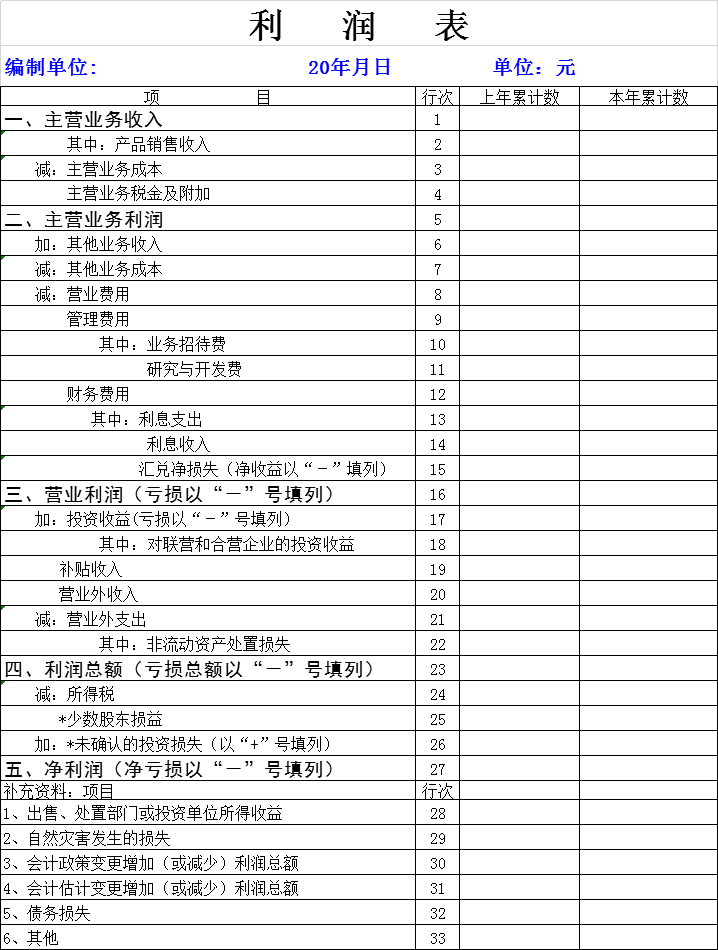 利 润 表
编制单位: 20年月日 单位：元
项 目 行次 上年累计数 本年累计数
一、主营业务收入 1
其中：产品销售收入 2
减：主营业务成本 3
主营业务税金及附加 4
二、主营业务利润 5
加：其他业务收入 6
减：其他业务成本 7
减：营业费用 8
管理费用 9
其中：业务招待费 10
研究与开发费 11
财务费用 12
其中：利息支出 13
利息收入 14
汇兑净损失（净收益以“－”填列） 15
三、营业利润（亏损以“－”号填列） 16
加：投资收益(亏损以“－”号填列） 17
其中：对联营和合营企业的投资收益 18
补贴收入 19
营业外收入 20
减：营业外支出 21
其中：非流动资产处置损失 22
四、利润总额（亏损总额以“－”号填列） 23
减：所得税 24
*少数股东损益 25
加：*未确认的投资损失（以“+”号填列） 26
五、净利润（净亏损以“－”号填列） 27
补充资料：项目 行次
1、出售、处置部门或投资单位所得收益 28
2、自然灾害发生的损失 29
3、会计政策变更增加（或减少）利润总额 30
4、会计估计变更增加（或减少）利润总额 31
5、债务损失 32
6、其他 33